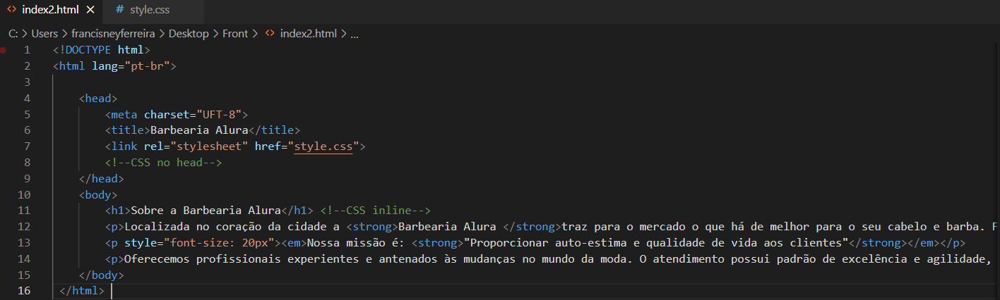 index2.html
style.css
C: > Users > francisneyferreira > Desktop > Front > index2.html > ...
1 <!DOCTYPE html>
2 <html lang="pt-br">
3
4 <head>
5 <meta charset="UFT-8">
6 <title>Barbearia Alura</title>
7 <link rel="stylesheet" href="style.css">
8 <!--CSS no head-->
9 </head>
10 <body>
11 <h1>Sobre a Barbearia Alura</h1> <!--CSS inline-->
12 <p>Localizada no coração da cidade a <strong>Barbearia Alura </strong>traz para o mercado o que há de melhor para o seu cabelo e barba. F
13 <p style="font-size: 20px"><em>Nossa missão é: <strong>"Proporcionar auto-estima e qualidade de vida aos clientes"</strong></em></p>
14 <p>Oferecemos profissionais experientes e antenados às mudanças no mundo da moda. O atendimento possui padrão de excelência e agilidade,
15 </body>
16 </html>